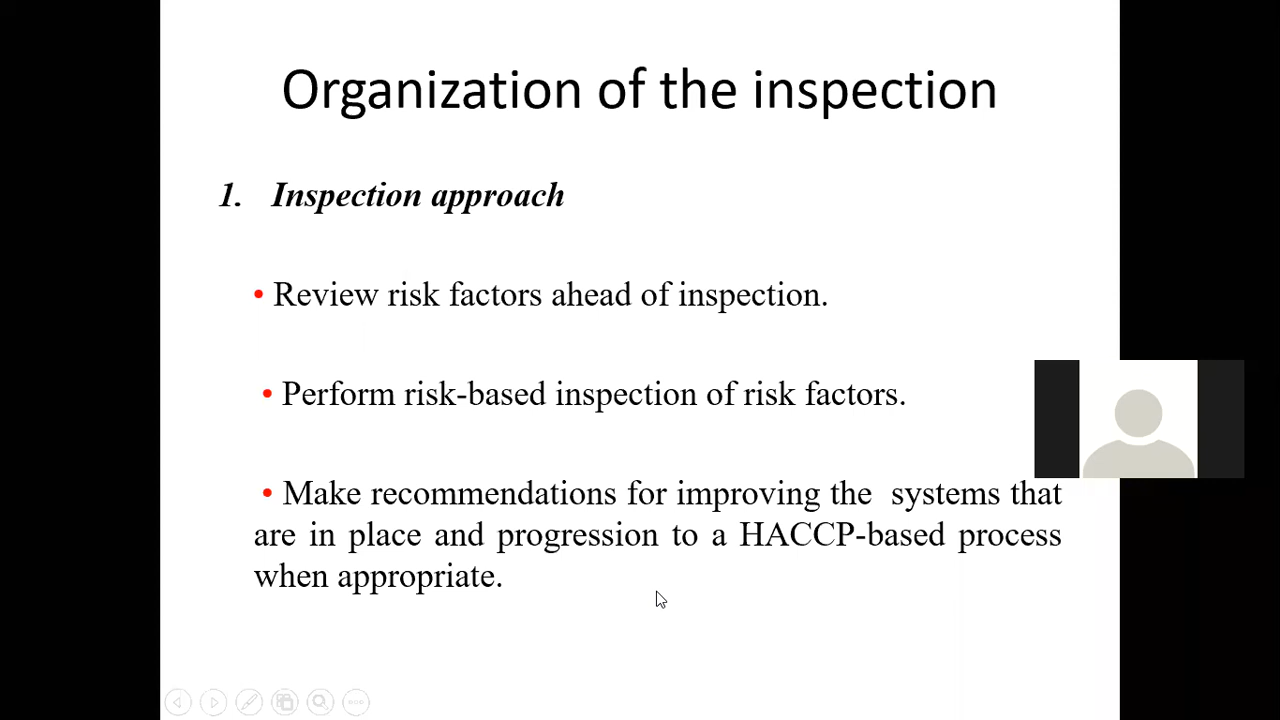 Organization of the inspection
1. Inspection approach
• Review risk factors ahead of inspection.
• Perform risk-based inspection of risk factors.
• Make recommendations for improving the systems that
are in place and progression to a HACCP-based process
when appropriate.